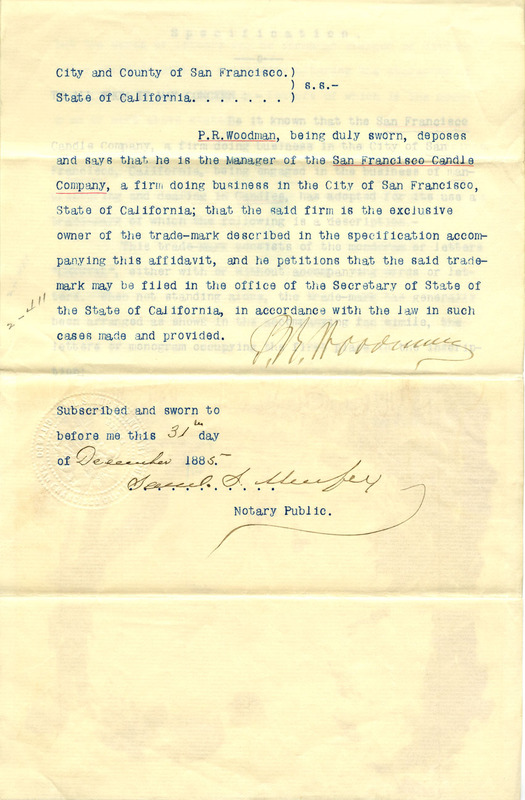 City and County of San Francisco.)
) s.s.-
State of California. . . . . . . )
P.R.Woodman, being duly sworn, deposes
and says that he is the Manager of the San Francisco Candle
Company, a firm doing business in the City of San Francisco,
State of California; that the said firm is the exclusive
owner of the trade-mark described in the specification accom-
panying this affidavit, and he petitions that the said trade-
mark may be filed in the office of the Secretary of State of
the State of California, in accordance with the law in such
cases made and provided.
P. R. Woodman
Subscribed and sworn to
before me this 31 day
of December 1885.
Notary Public.